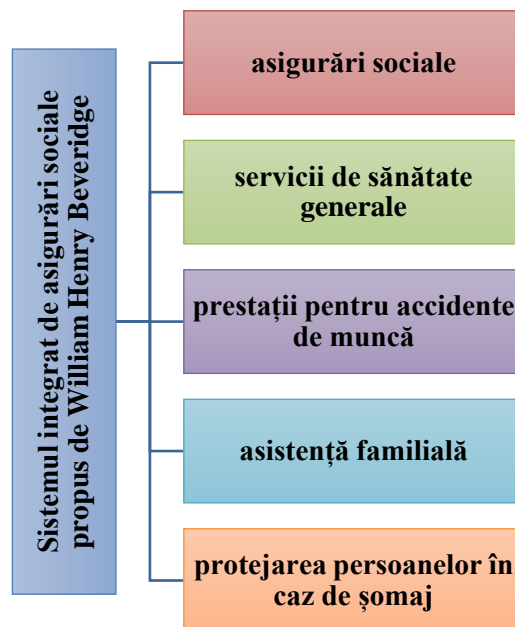 Sistemul integrat de asigurări sociale
propus de William Henry Beveridge
asigurări sociale
servicii de sănătate
generale
prestații pentru accidente
de muncă
asistență familială
protejarea persoanelor în
caz de șomaj